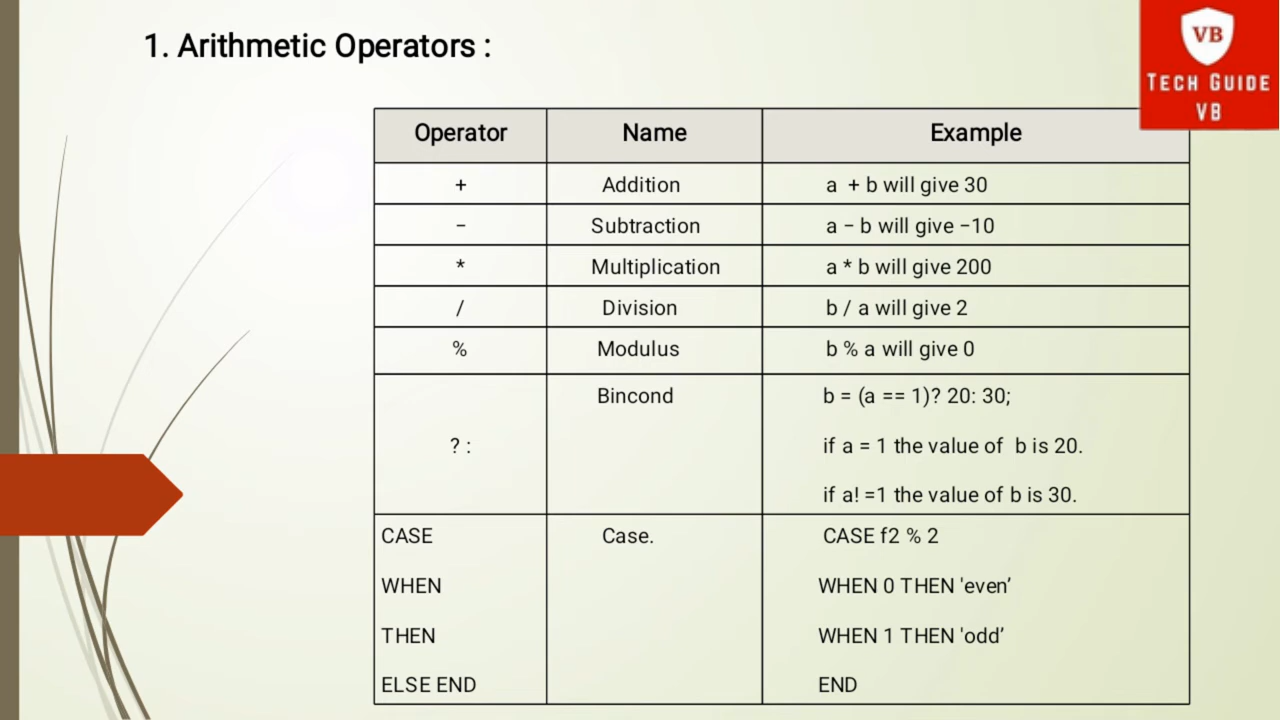 1. Arithmetic Operators :
VB
TECH GUIDE
VB
Operator Name Example
+ Addition a + b will give 30
− Subtraction a − b will give −10
* Multiplication a * b will give 200
/ Division b / a will give 2
% Modulus b % a will give 0
Bincond b = (a == 1)? 20: 30;
? : if a = 1 the value of b is 20.
if a! =1 the value of b is 30.
CASE Case. CASE f2 % 2
WHEN WHEN 0 THEN 'even’
THEN WHEN 1 THEN 'odd’
ELSE END END